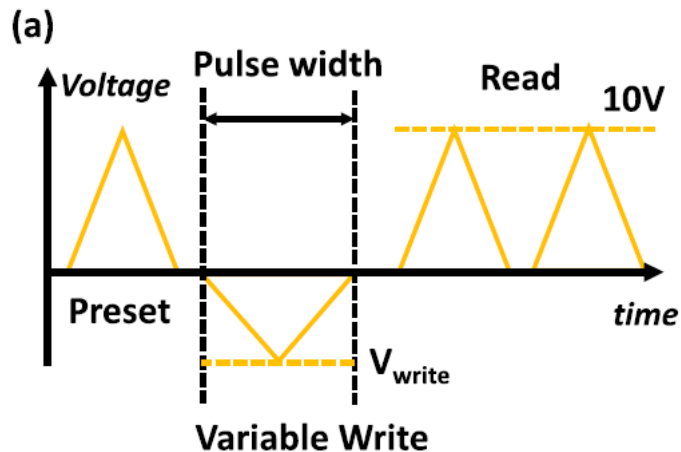 (a)
Pulse width
Voltage
Read
10V
Preset
time
Vwrite
Variable Write